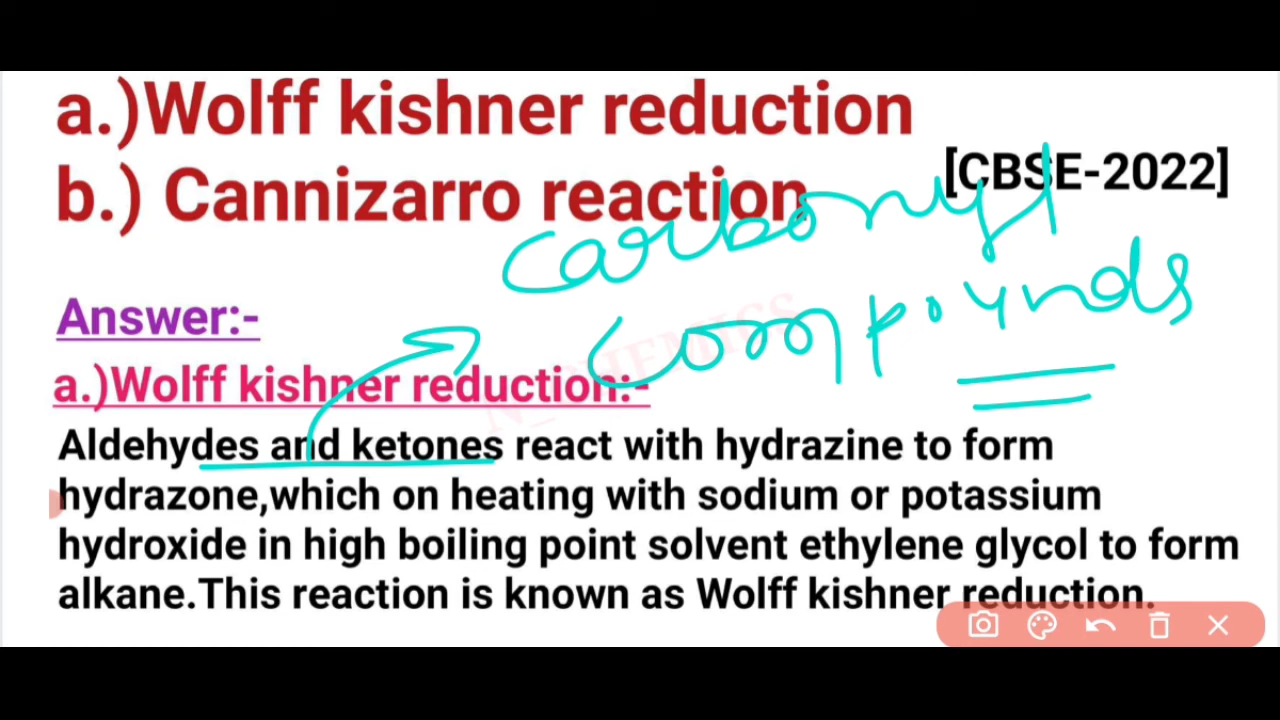 a.)Wolff kishner reduction
b.) Cannizarro reaction
[CBSE-2022]
carbonyl
compounds
Answer:-
a.)Wolff kishner reduction:-
N_CHEMICS
Aldehydes and ketones react with hydrazine to form
hydrazone,which on heating with sodium or potassium
hydroxide in high boiling point solvent ethylene glycol to form
alkane.This reaction is known as Wolff kishner reduction.